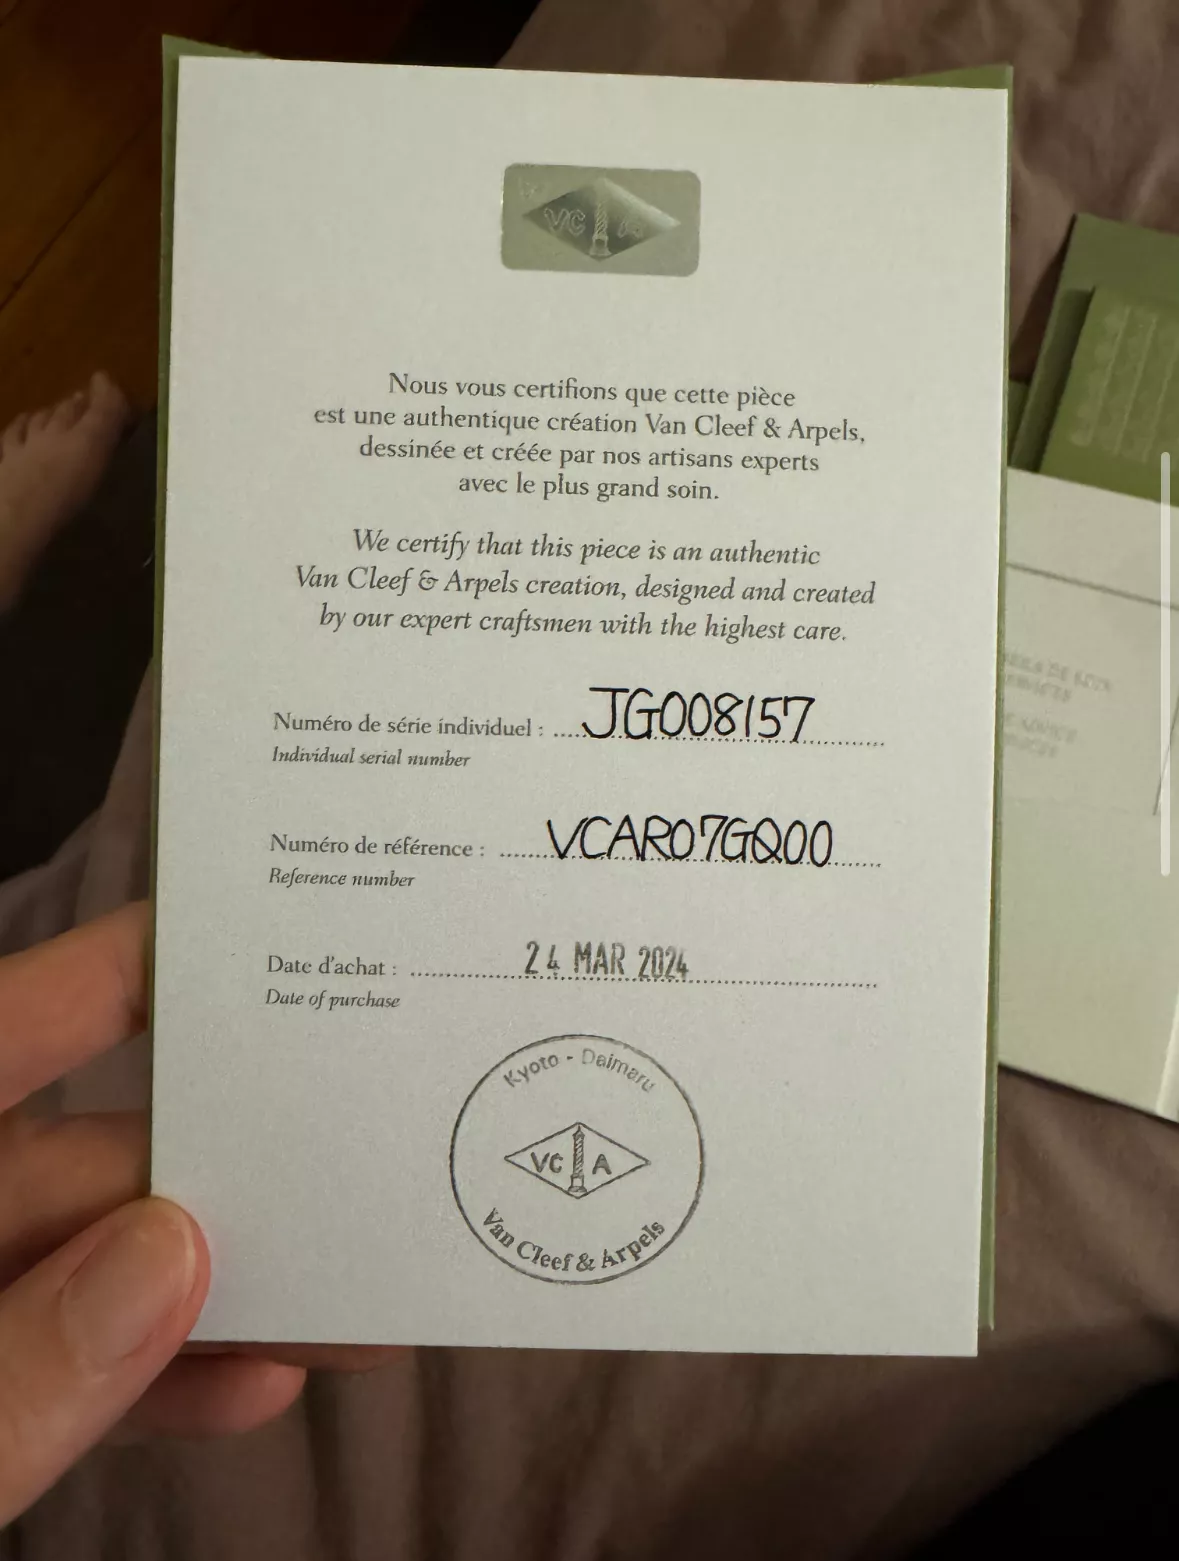 VC A
Nous vous certifions que cette pièce
est une authentique création Van Cleef & Arpels,
dessinée et créée par nos artisans experts
avec le plus grand soin.
We certify that this piece is an authentic
Van Cleef & Arpels creation, designed and created
by our expert craftsmen with the highest care.
Numéro de série individuel : JG008157
Individual serial number
Numéro de référence : VCARO7GQ00
Reference number
Date d'achat : 24 MAR 2024
Date of purchase
Kyoto - Daimaru
VC A
Van Cleef & Arpels